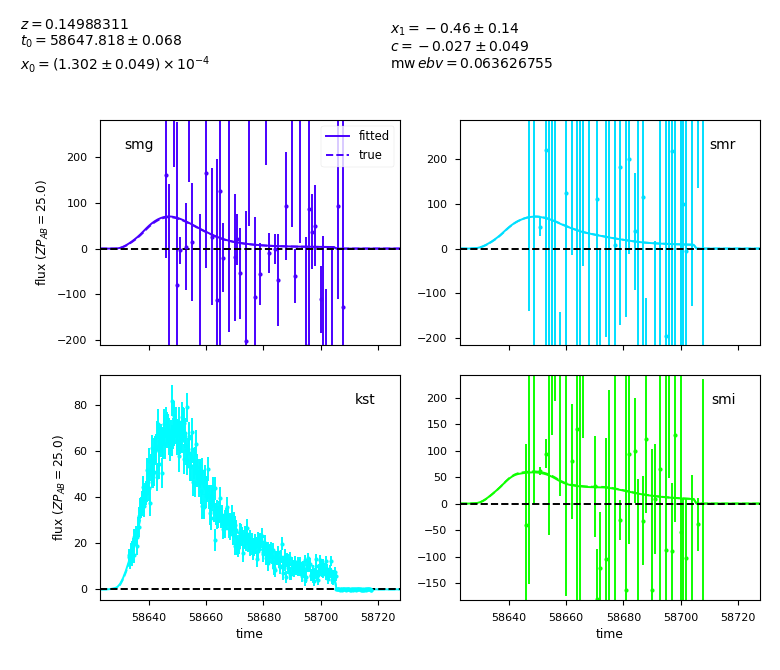 z = 0.14988311
t₀ = 58647.818 ± 0.068
x₀ = (1.302 ± 0.049) × 10⁻⁴
x₁ = −0.46 ± 0.14
c = −0.027 ± 0.049
mw ebv = 0.063626755
smg
fitted
true
200
100
0
−100
−200
flux (ZP_AB = 25.0)
smr
200
100
0
−100
−200
kst
80
60
40
20
0
flux (ZP_AB = 25.0)
58640 58660 58680 58700 58720
time
smi
200
150
100
50
0
−50
−100
−150
58640 58660 58680 58700 58720
time